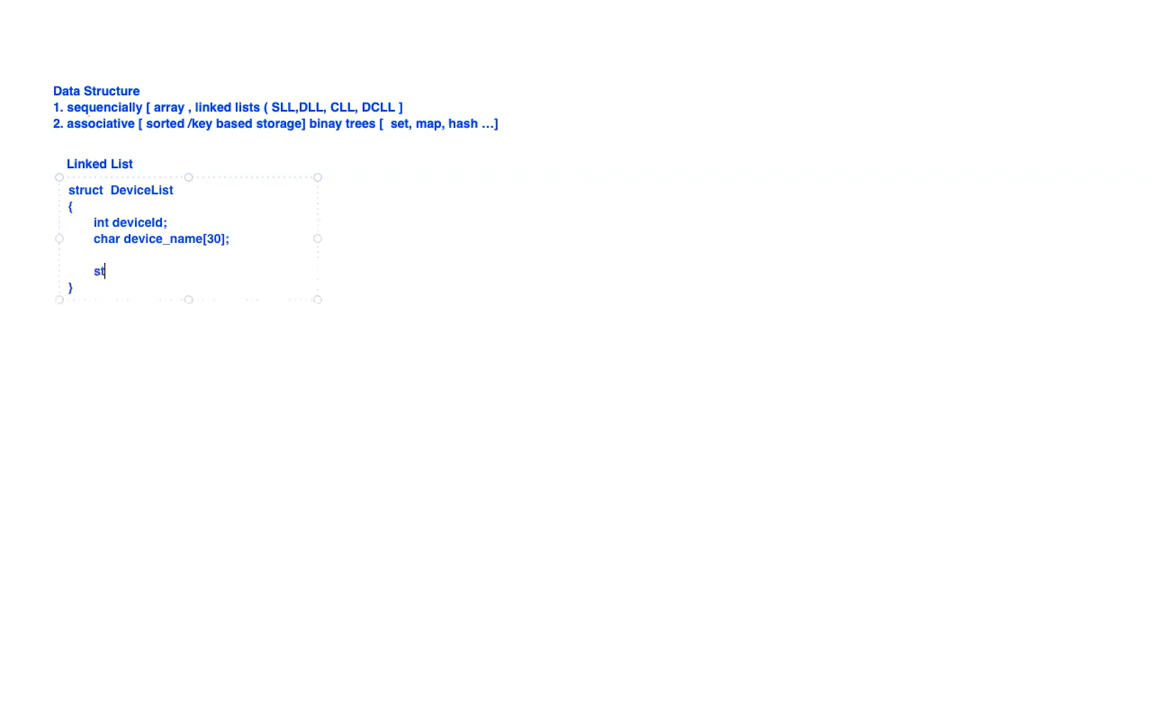 Data Structure
1. sequencially [ array , linked lists ( SLL,DLL, CLL, DCLL ]
2. associative [ sorted /key based storage] binay trees [  set, map, hash ...]
Linked List
struct  DeviceList
{
int deviceId;
char device_name[30];
st
}